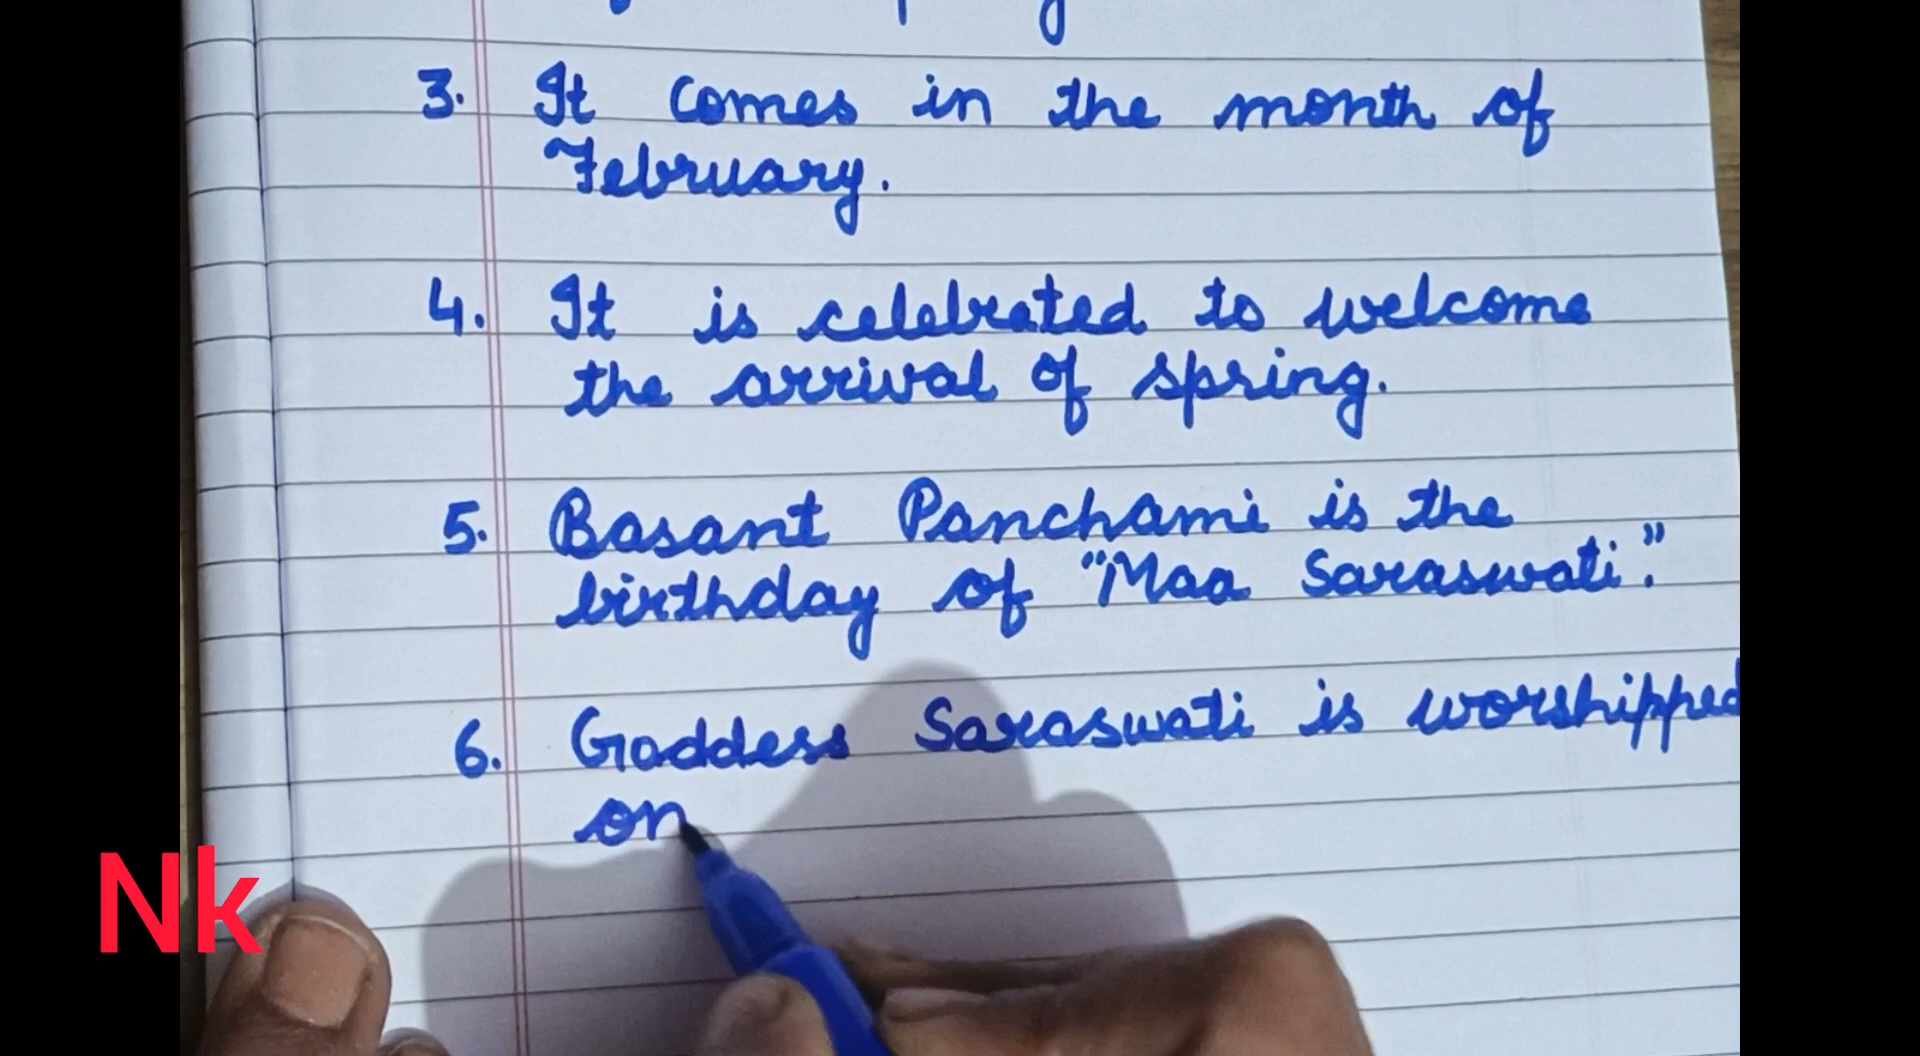 3. It comes in the month of
February.
4. It is celebrated to welcome
the arrival of spring.
5. Basant Panchami is the
birthday of "Maa Saraswati."
6. Goddess Saraswati is worshipped
on
Nk